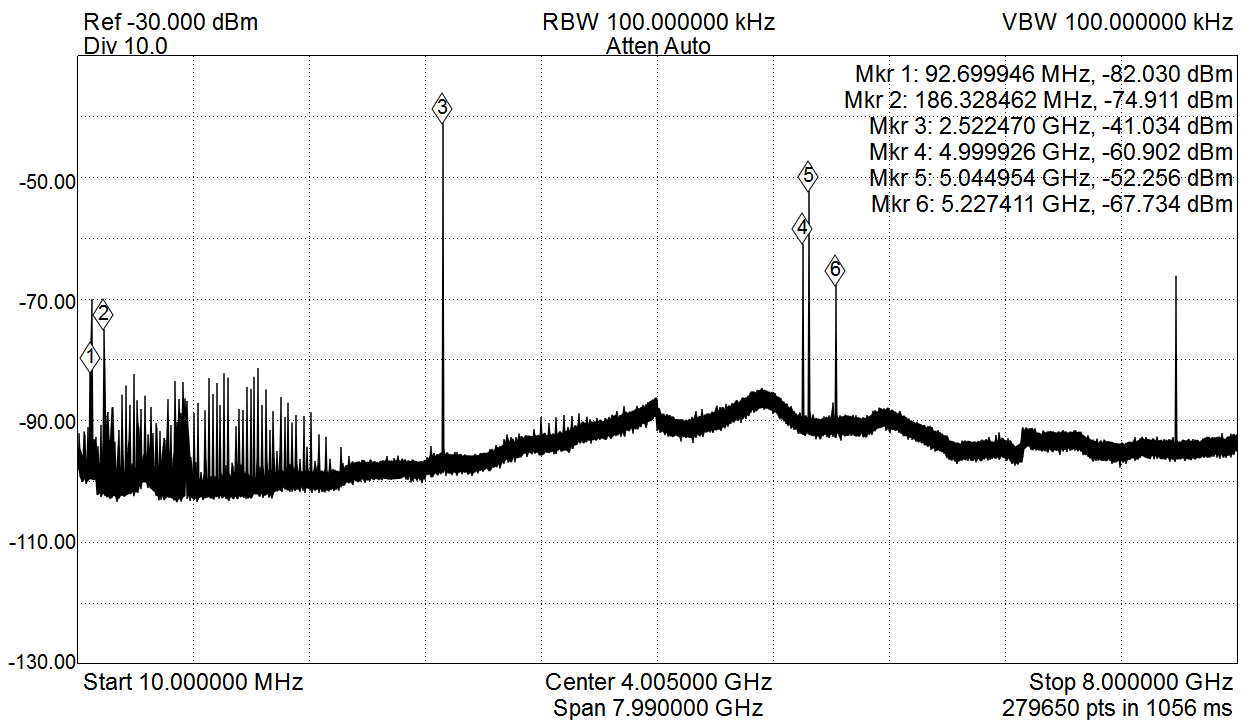 Ref -30.000 dBm
RBW 100.000000 kHz
VBW 100.000000 kHz
Div 10.0
Atten Auto
Mkr 1: 92.699946 MHz, -82.030 dBm
Mkr 2: 186.328462 MHz, -74.911 dBm
Mkr 3: 2.522470 GHz, -41.034 dBm
Mkr 4: 4.999926 GHz, -60.902 dBm
Mkr 5: 5.044954 GHz, -52.256 dBm
Mkr 6: 5.227411 GHz, -67.734 dBm
3
-50.00
5
4
6
-70.00
2
1
-90.00
-110.00
-130.00
Start 10.000000 MHz
Center 4.005000 GHz
Stop 8.000000 GHz
Span 7.990000 GHz
279650 pts in 1056 ms